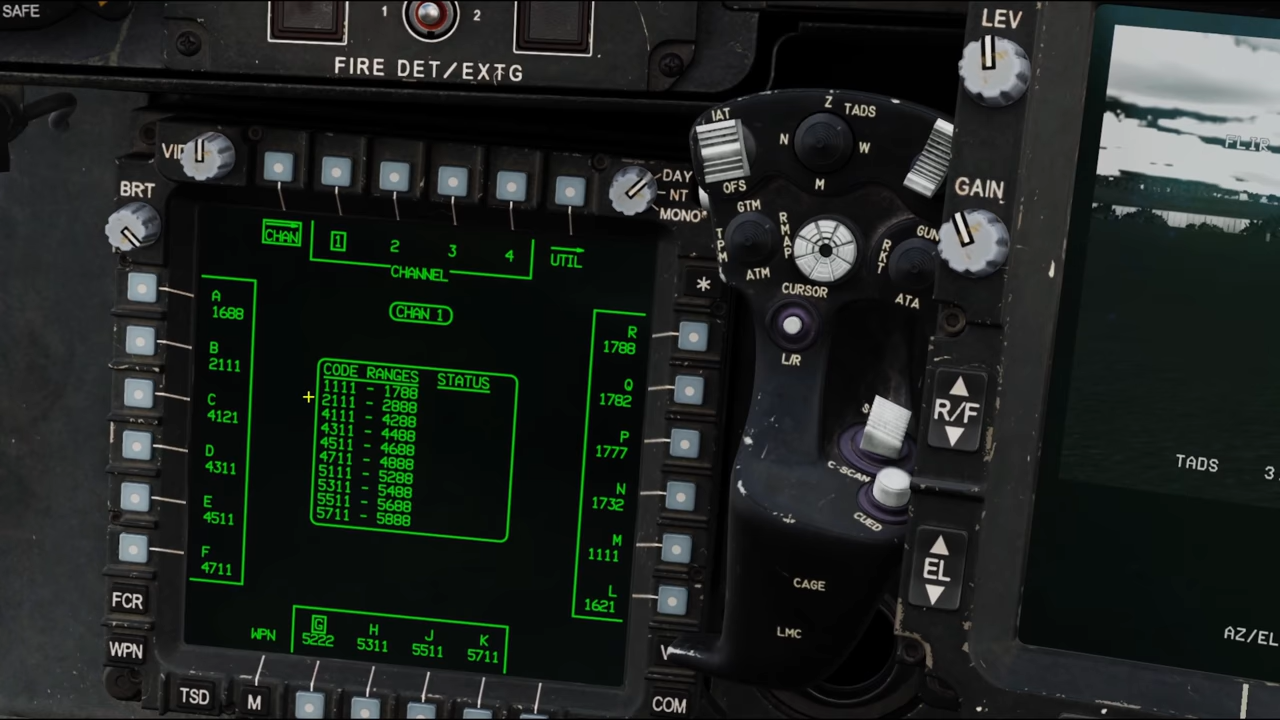 SAFE
1 2
FIRE DET/EXTG
LEV
GAIN
BRT
DAY
NT
MONO
IAT
OFS
Z TADS
N
W
M
GTM
TPM
RMAP
ATM
CURSOR
GUN
RKT
ATA
L/R
C-SCAN
CUED
CAGE
LMC
R/F
EL
*
FCR
WPN
TSD
M
COM
CHAN 1 2 3 4 UTIL
CHANNEL
CHAN 1
A
1688
B
2111
C
4121
D
4311
E
4511
F
4711
CODE RANGES STATUS
1111 - 1788
2111 - 2888
4111 - 4288
4311 - 4488
4511 - 4688
4711 - 4888
5111 - 5288
5311 - 5488
5511 - 5688
5711 - 5888
R
1788
Q
1782
P
1777
N
1732
M
1111
L
1621
WPN
G
5222
H
5311
J
5511
K
5711
FLIR
TADS
AZ/EL